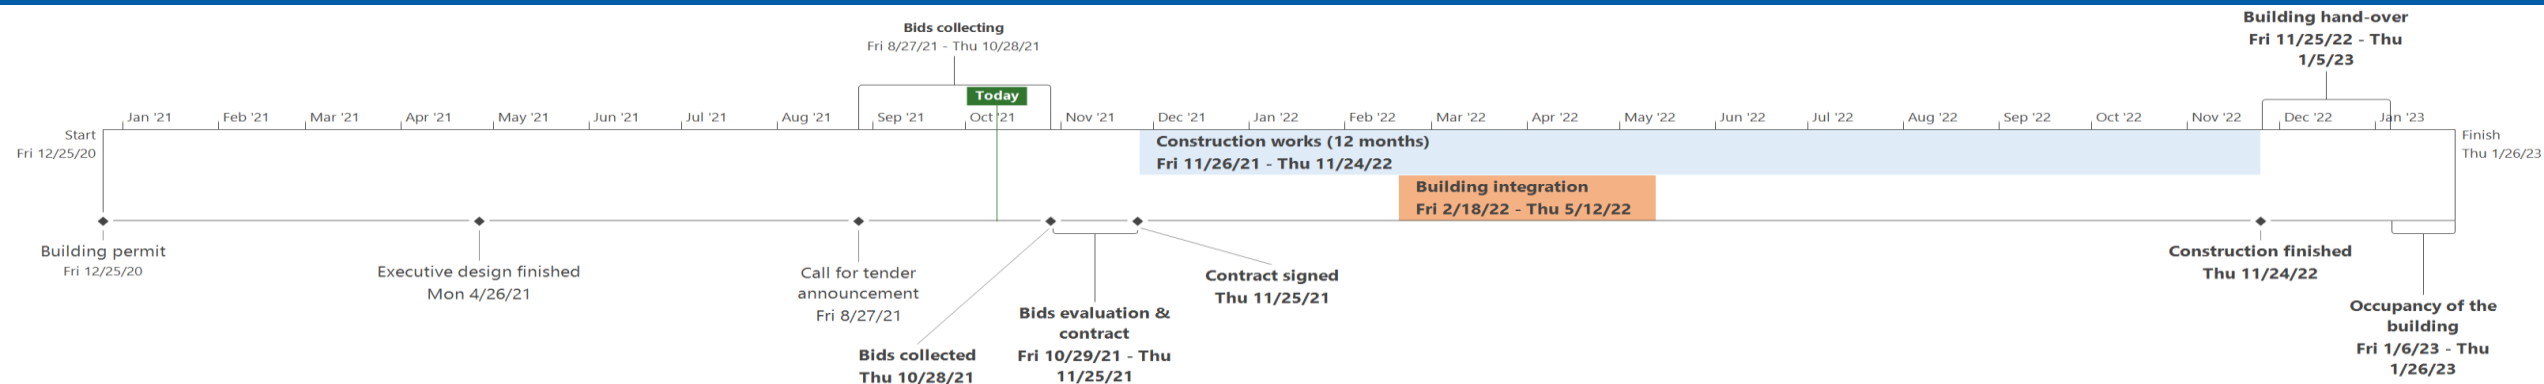 Bids collecting
Fri 8/27/21 - Thu 10/28/21
Building hand-over
Fri 11/25/22 - Thu
1/5/23
Today
Jan '21
Feb '21
Mar '21
Apr '21
May '21
Jun '21
Jul '21
Aug '21
Sep '21
Oct '21
Nov '21
Dec '21
Jan '22
Feb '22
Mar '22
Apr '22
May '22
Jun '22
Jul '22
Aug '22
Sep '22
Oct '22
Nov '22
Dec '22
Jan '23
Start
Fri 12/25/20
Finish
Thu 1/26/23
Construction works (12 months)
Fri 11/26/21 - Thu 11/24/22
Building integration
Fri 2/18/22 - Thu 5/12/22
Building permit
Fri 12/25/20
Executive design finished
Mon 4/26/21
Call for tender
announcement
Fri 8/27/21
Bids collected
Thu 10/28/21
Bids evaluation &
contract
Fri 10/29/21 - Thu
11/25/21
Contract signed
Thu 11/25/21
Construction finished
Thu 11/24/22
Occupancy of the
building
Fri 1/6/23 - Thu
1/26/23